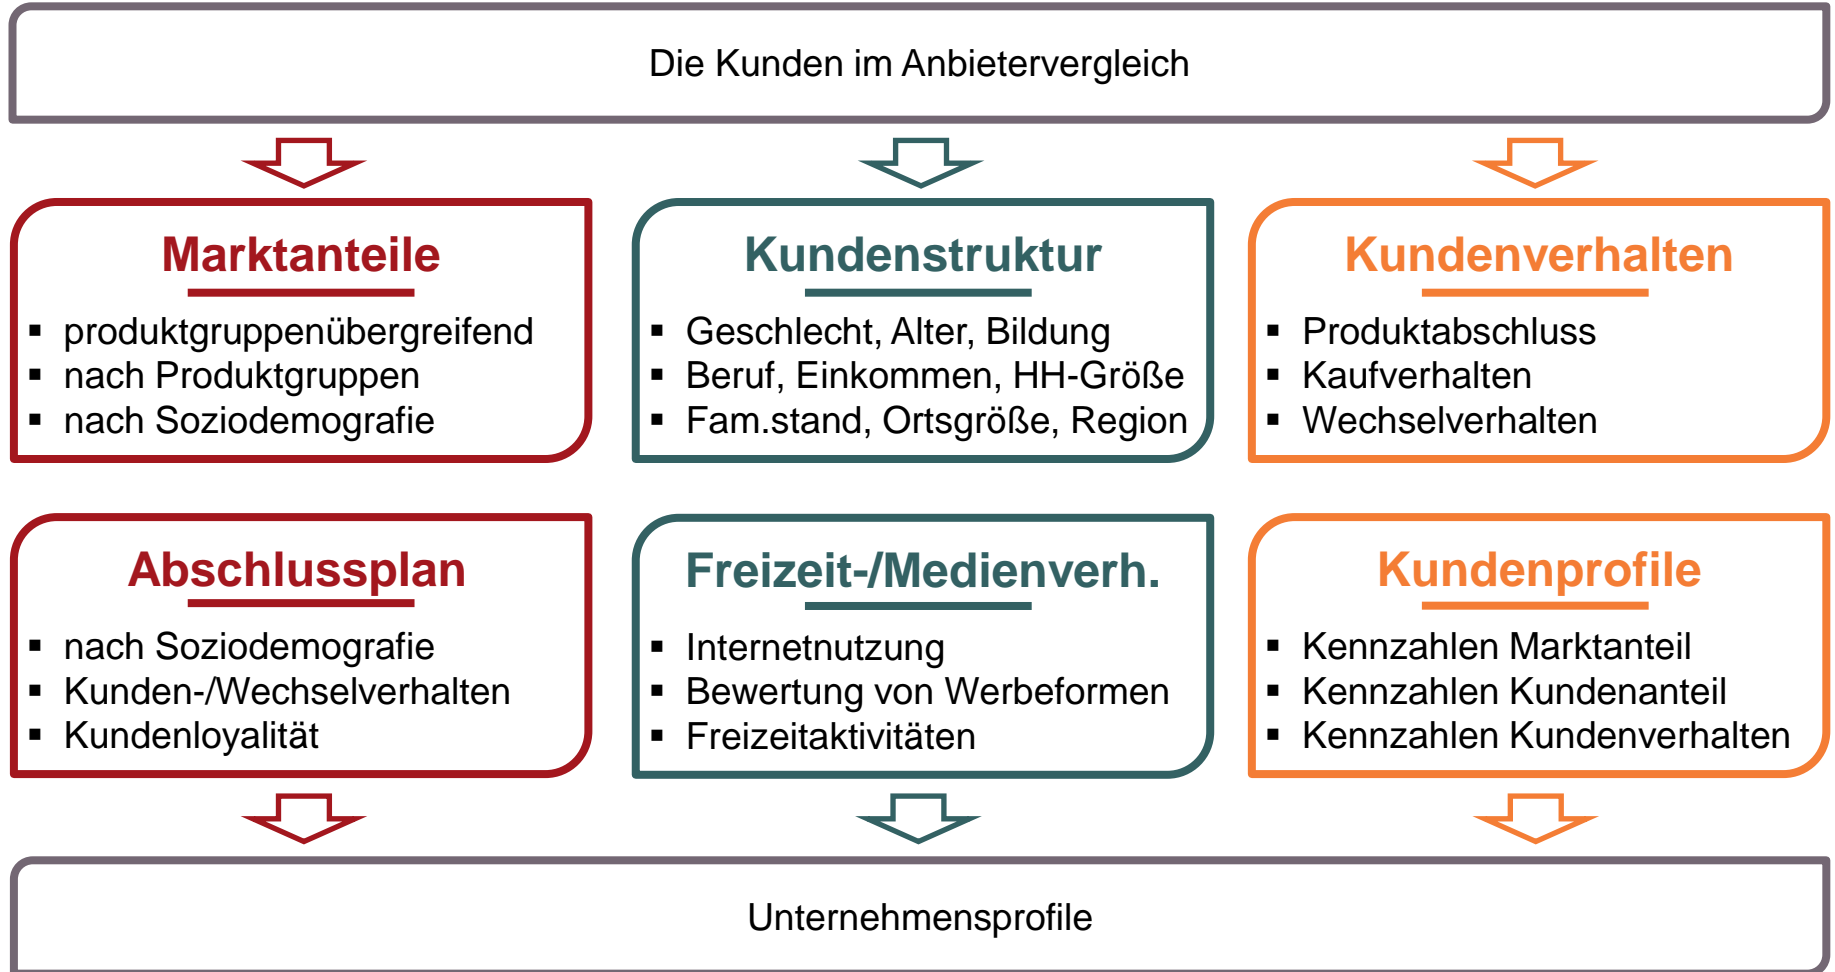 Die Kunden im Anbietervergleich
Marktanteile
▪ produktgruppenübergreifend
▪ nach Produktgruppen
▪ nach Soziodemografie
Kundenstruktur
▪ Geschlecht, Alter, Bildung
▪ Beruf, Einkommen, HH-Größe
▪ Fam.stand, Ortsgröße, Region
Kundenverhalten
▪ Produktabschluss
▪ Kaufverhalten
▪ Wechselverhalten
Abschlussplan
▪ nach Soziodemografie
▪ Kunden-/Wechselverhalten
▪ Kundenloyalität
Freizeit-/Medienverh.
▪ Internetnutzung
▪ Bewertung von Werbeformen
▪ Freizeitaktivitäten
Kundenprofile
▪ Kennzahlen Marktanteil
▪ Kennzahlen Kundenanteil
▪ Kennzahlen Kundenverhalten
Unternehmensprofile